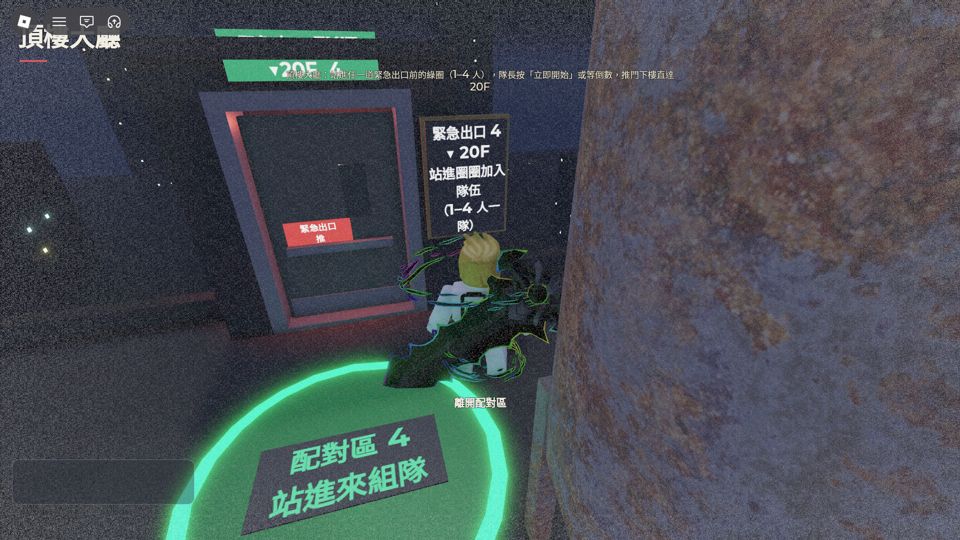 頂樓大廳
▼20F 4
站進任一道緊急出口前的綠圈（1–4 人），隊長按「立即開始」或等倒數，推門下樓直達
20F
緊急出口 4
▼ 20F
站進圈圈加入
隊伍
（1–4 人一
隊）
緊急出口
推
離開配對區
配對區 4
站進來組隊